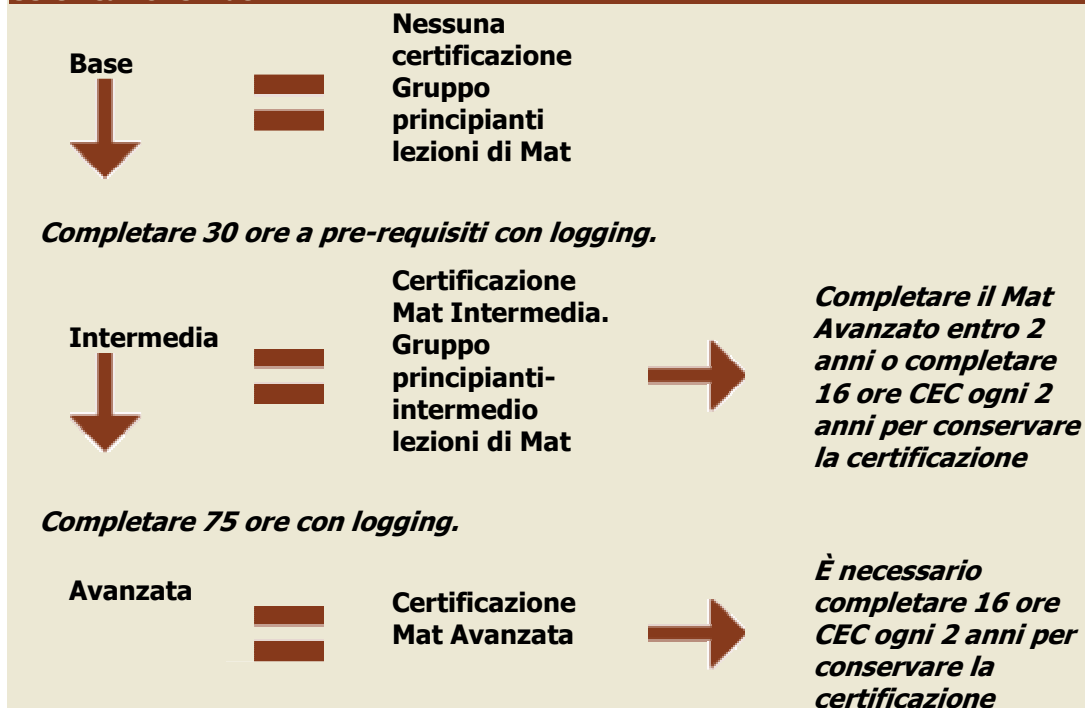 Base
Nessuna
certificazione
Gruppo
principianti
lezioni di Mat
Completare 30 ore a pre-requisiti con logging.
Intermedia
Certificazione
Mat Intermedia.
Gruppo
principianti-
intermedio
lezioni di Mat
Completare il Mat
Avanzato entro 2
anni o completare
16 ore CEC ogni 2
anni per conservare
la certificazione
Completare 75 ore con logging.
Avanzata
Certificazione
Mat Avanzata
È necessario
completare 16 ore
CEC ogni 2 anni per
conservare la
certificazione